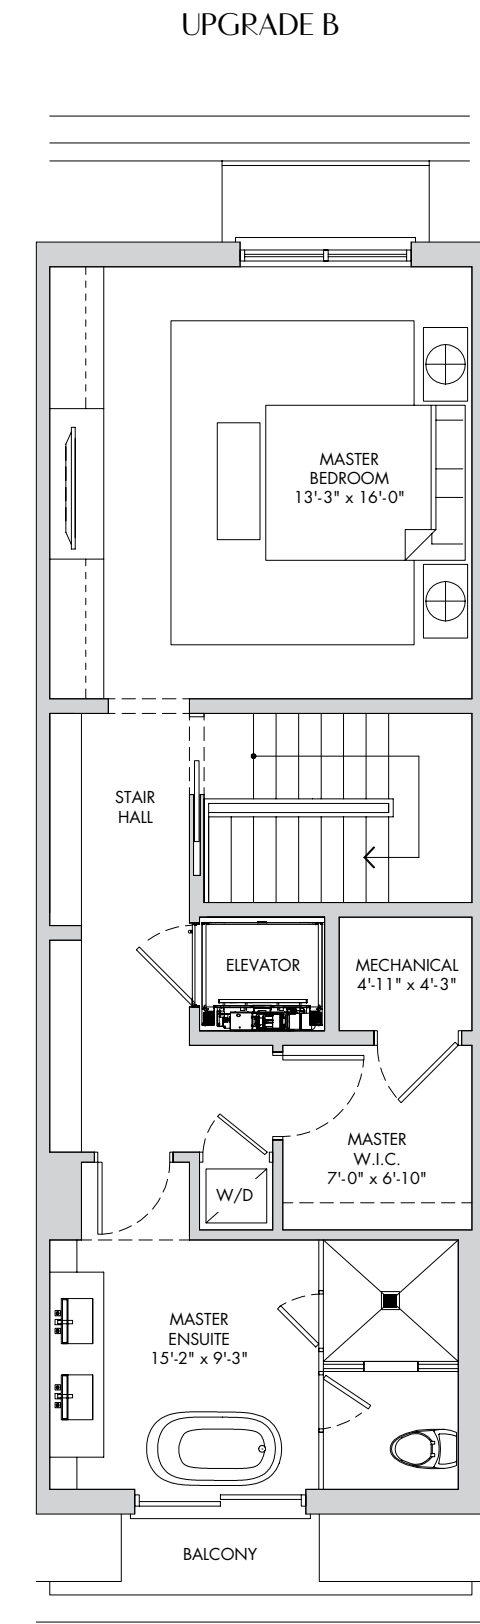 UPGRADE B
MASTER
BEDROOM
13'-3" x 16'-0"
STAIR
HALL
ELEVATOR
MECHANICAL
4'-11" x 4'-3"
MASTER
W.I.C.
7'-0" x 6'-10"
W/D
MASTER
ENSUITE
15'-2" x 9'-3"
BALCONY